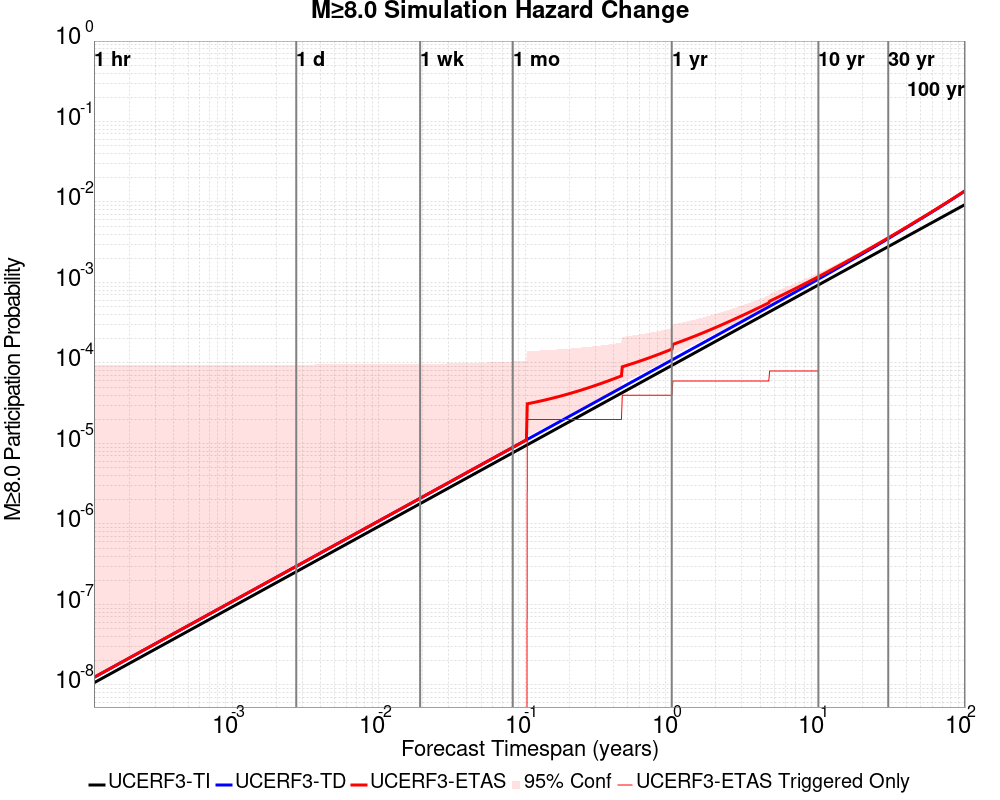 M≥8.0 Simulation Hazard Change
10^0
10^-1
10^-2
10^-3
10^-4
10^-5
10^-6
10^-7
10^-8
M≥8.0 Participation Probability
1 hr
1 d
1 wk
1 mo
1 yr
10 yr
30 yr
100 yr
10^-3
10^-2
10^-1
10^0
10^1
10^2
Forecast Timespan (years)
UCERF3-TI UCERF3-TD UCERF3-ETAS 95% Conf UCERF3-ETAS Triggered Only